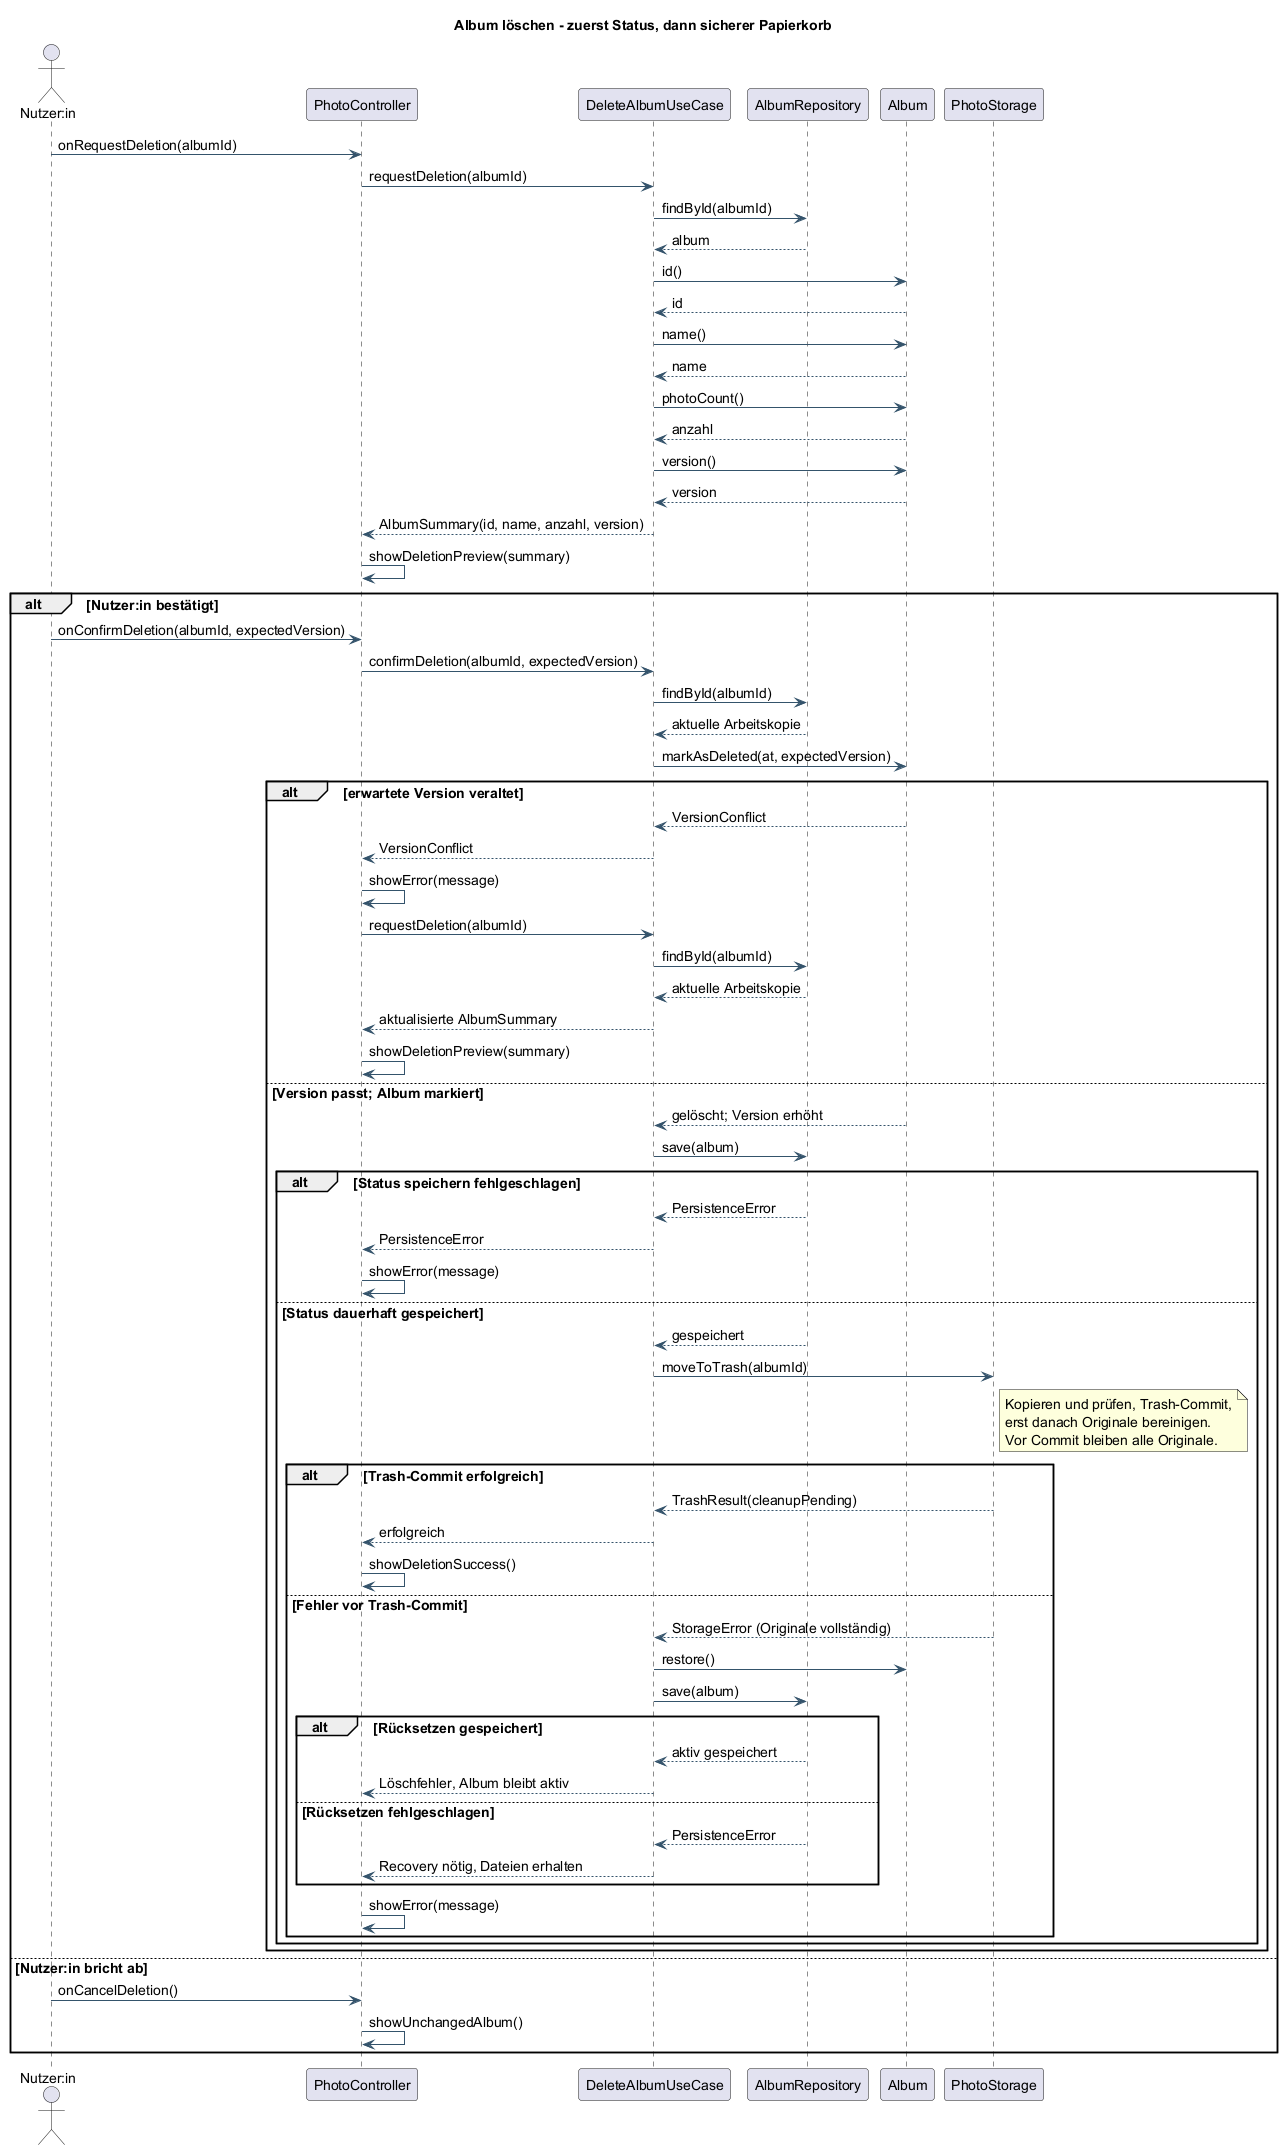 Album löschen - zuerst Status, dann sicherer Papierkorb
Nutzer:in
PhotoController
DeleteAlbumUseCase
AlbumRepository
Album
PhotoStorage
onRequestDeletion(albumId)
requestDeletion(albumId)
findById(albumId)
album
id()
id
name()
name
photoCount()
anzahl
version()
version
AlbumSummary(id, name, anzahl, version)
showDeletionPreview(summary)
alt [Nutzer:in bestätigt]
onConfirmDeletion(albumId, expectedVersion)
confirmDeletion(albumId, expectedVersion)
findById(albumId)
aktuelle Arbeitskopie
markAsDeleted(at, expectedVersion)
alt [erwartete Version veraltet]
VersionConflict
VersionConflict
showError(message)
requestDeletion(albumId)
findById(albumId)
aktuelle Arbeitskopie
aktualisierte AlbumSummary
showDeletionPreview(summary)
[Version passt; Album markiert]
gelöscht; Version erhöht
save(album)
alt [Status speichern fehlgeschlagen]
PersistenceError
PersistenceError
showError(message)
[Status dauerhaft gespeichert]
gespeichert
moveToTrash(albumId)
Kopieren und prüfen, Trash-Commit,
erst danach Originale bereinigen.
Vor Commit bleiben alle Originale.
alt [Trash-Commit erfolgreich]
TrashResult(cleanupPending)
erfolgreich
showDeletionSuccess()
[Fehler vor Trash-Commit]
StorageError (Originale vollständig)
restore()
save(album)
alt [Rücksetzen gespeichert]
aktiv gespeichert
Löschfehler, Album bleibt aktiv
[Rücksetzen fehlgeschlagen]
PersistenceError
Recovery nötig, Dateien erhalten
showError(message)
[Nutzer:in bricht ab]
onCancelDeletion()
showUnchangedAlbum()
Nutzer:in
PhotoController
DeleteAlbumUseCase
AlbumRepository
Album
PhotoStorage